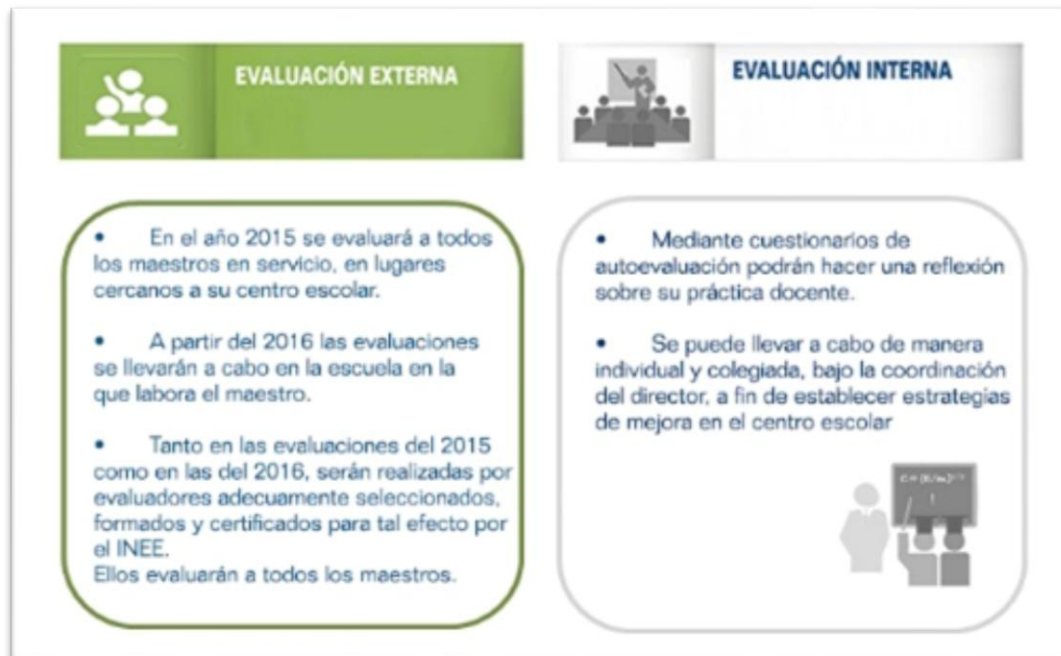 EVALUACIÓN EXTERNA
• En el año 2015 se evaluará a todos
los maestros en servicio, en lugares
cercanos a su centro escolar.
• A partir del 2016 las evaluaciones
se llevarán a cabo en la escuela en la
que labora el maestro.
• Tanto en las evaluaciones del 2015
como en las del 2016, serán realizadas por
evaluadores adecuamente seleccionados,
formados y certificados para tal efecto por
el INEE.
Ellos evaluarán a todos los maestros.
EVALUACIÓN INTERNA
• Mediante cuestionarios de
autoevaluación podrán hacer una reflexión
sobre su práctica docente.
• Se puede llevar a cabo de manera
individual y colegiada, bajo la coordinación
del director, a fin de establecer estrategias
de mejora en el centro escolar